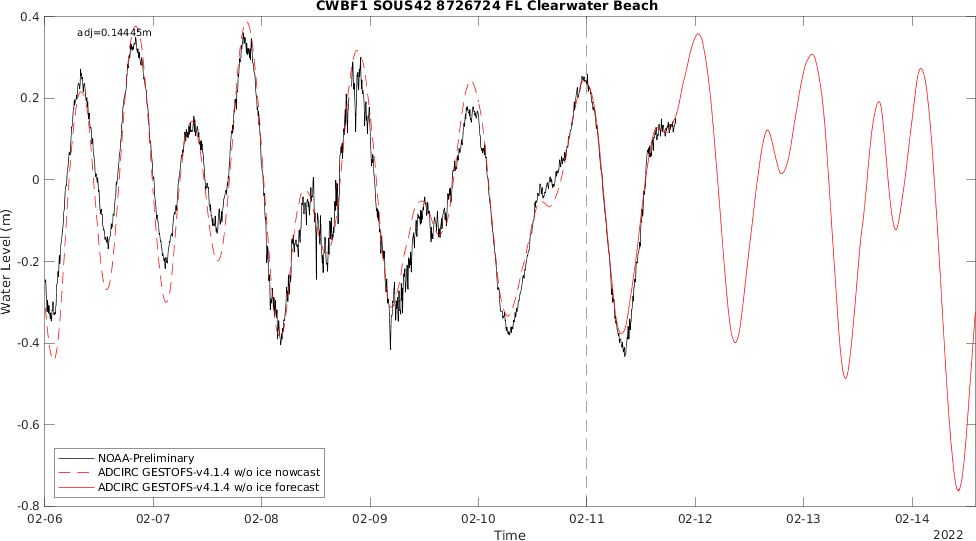 CWBF1 SOUS42 8726724 FL Clearwater Beach
adj=0.14445m
0.4
0.2
0
-0.2
-0.4
-0.6
-0.8
Water Level (m)
NOAA-Preliminary
ADCIRC GESTOFS-v4.1.4 w/o ice nowcast
ADCIRC GESTOFS-v4.1.4 w/o ice forecast
02-06 02-07 02-08 02-09 02-10 02-11 02-12 02-13 02-14
Time
2022